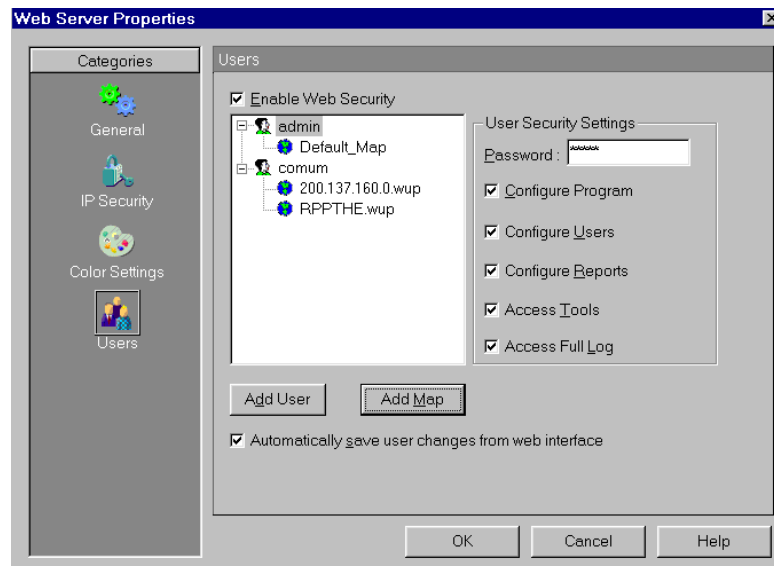 Web Server Properties
Categories
General
IP Security
Color Settings
Users
Users
Enable Web Security
admin
Default_Map
comum
200.137.160.0.wup
RPPTHE.wup
User Security Settings
Password : *****
Configure Program
Configure Users
Configure Reports
Access Tools
Access Full Log
Add User
Add Map
Automatically save user changes from web interface
OK
Cancel
Help